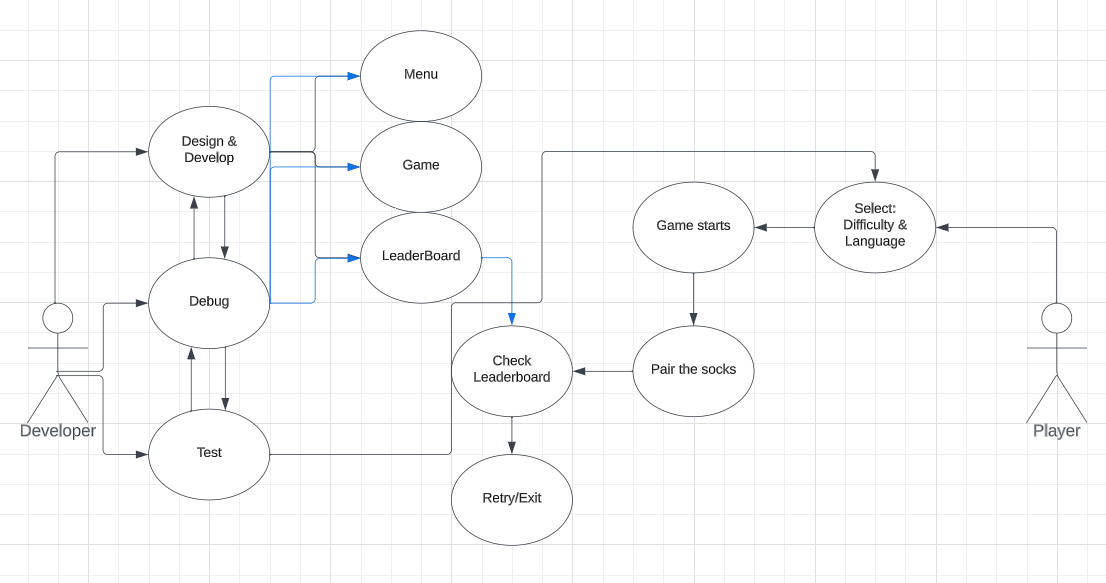 Menu
Design &
Develop
Game
Select:
Difficulty &
Language
Game starts
LeaderBoard
Debug
Check
Leaderboard
Pair the socks
Developer
Player
Test
Retry/Exit